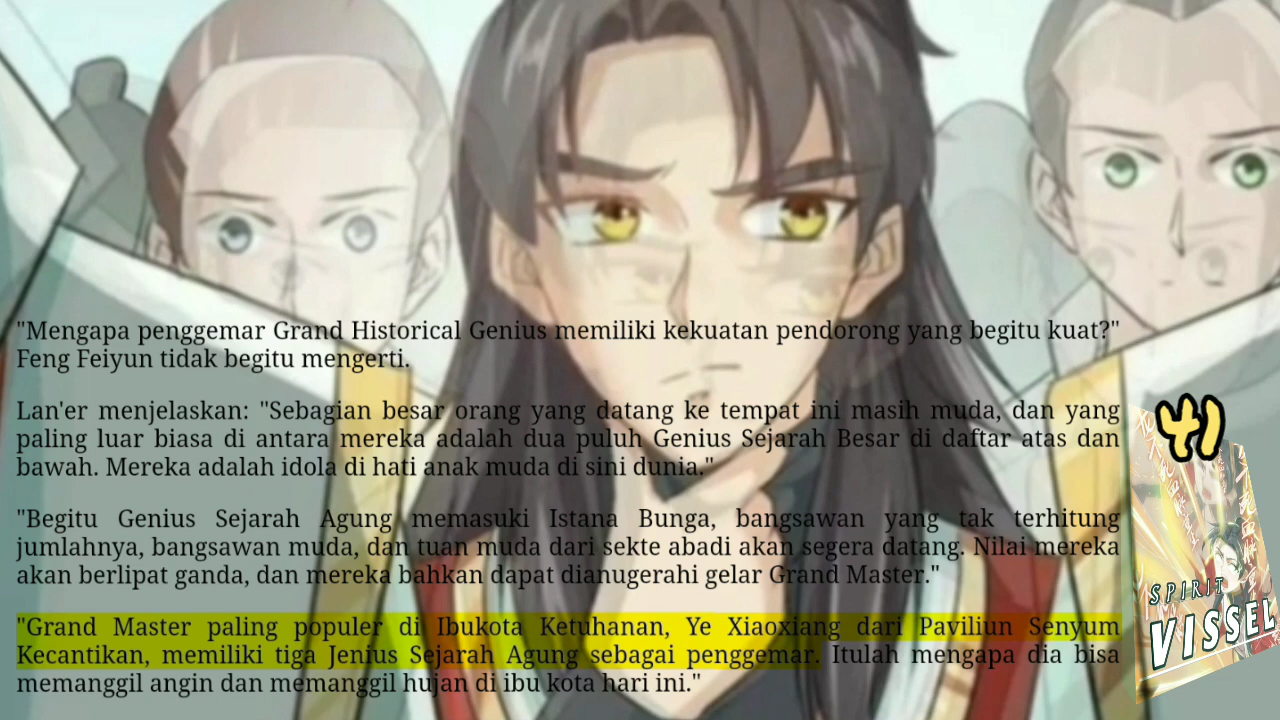 "Mengapa penggemar Grand Historical Genius memiliki kekuatan pendorong yang begitu kuat?"
Feng Feiyun tidak begitu mengerti.
Lan'er menjelaskan: "Sebagian besar orang yang datang ke tempat ini masih muda, dan yang
paling luar biasa di antara mereka adalah dua puluh Genius Sejarah Besar di daftar atas dan
bawah. Mereka adalah idola di hati anak muda di sini dunia."
"Begitu Genius Sejarah Agung memasuki Istana Bunga, bangsawan yang tak terhitung
jumlahnya, bangsawan muda, dan tuan muda dari sekte abadi akan segera datang. Nilai mereka
akan berlipat ganda, dan mereka bahkan dapat dianugerahi gelar Grand Master."
"Grand Master paling populer di Ibukota Ketuhanan, Ye Xiaoxiang dari Paviliun Senyum
Kecantikan, memiliki tiga Jenius Sejarah Agung sebagai penggemar. Itulah mengapa dia bisa
memanggil angin dan memanggil hujan di ibu kota hari ini."
41
SPIRIT
VISSEL